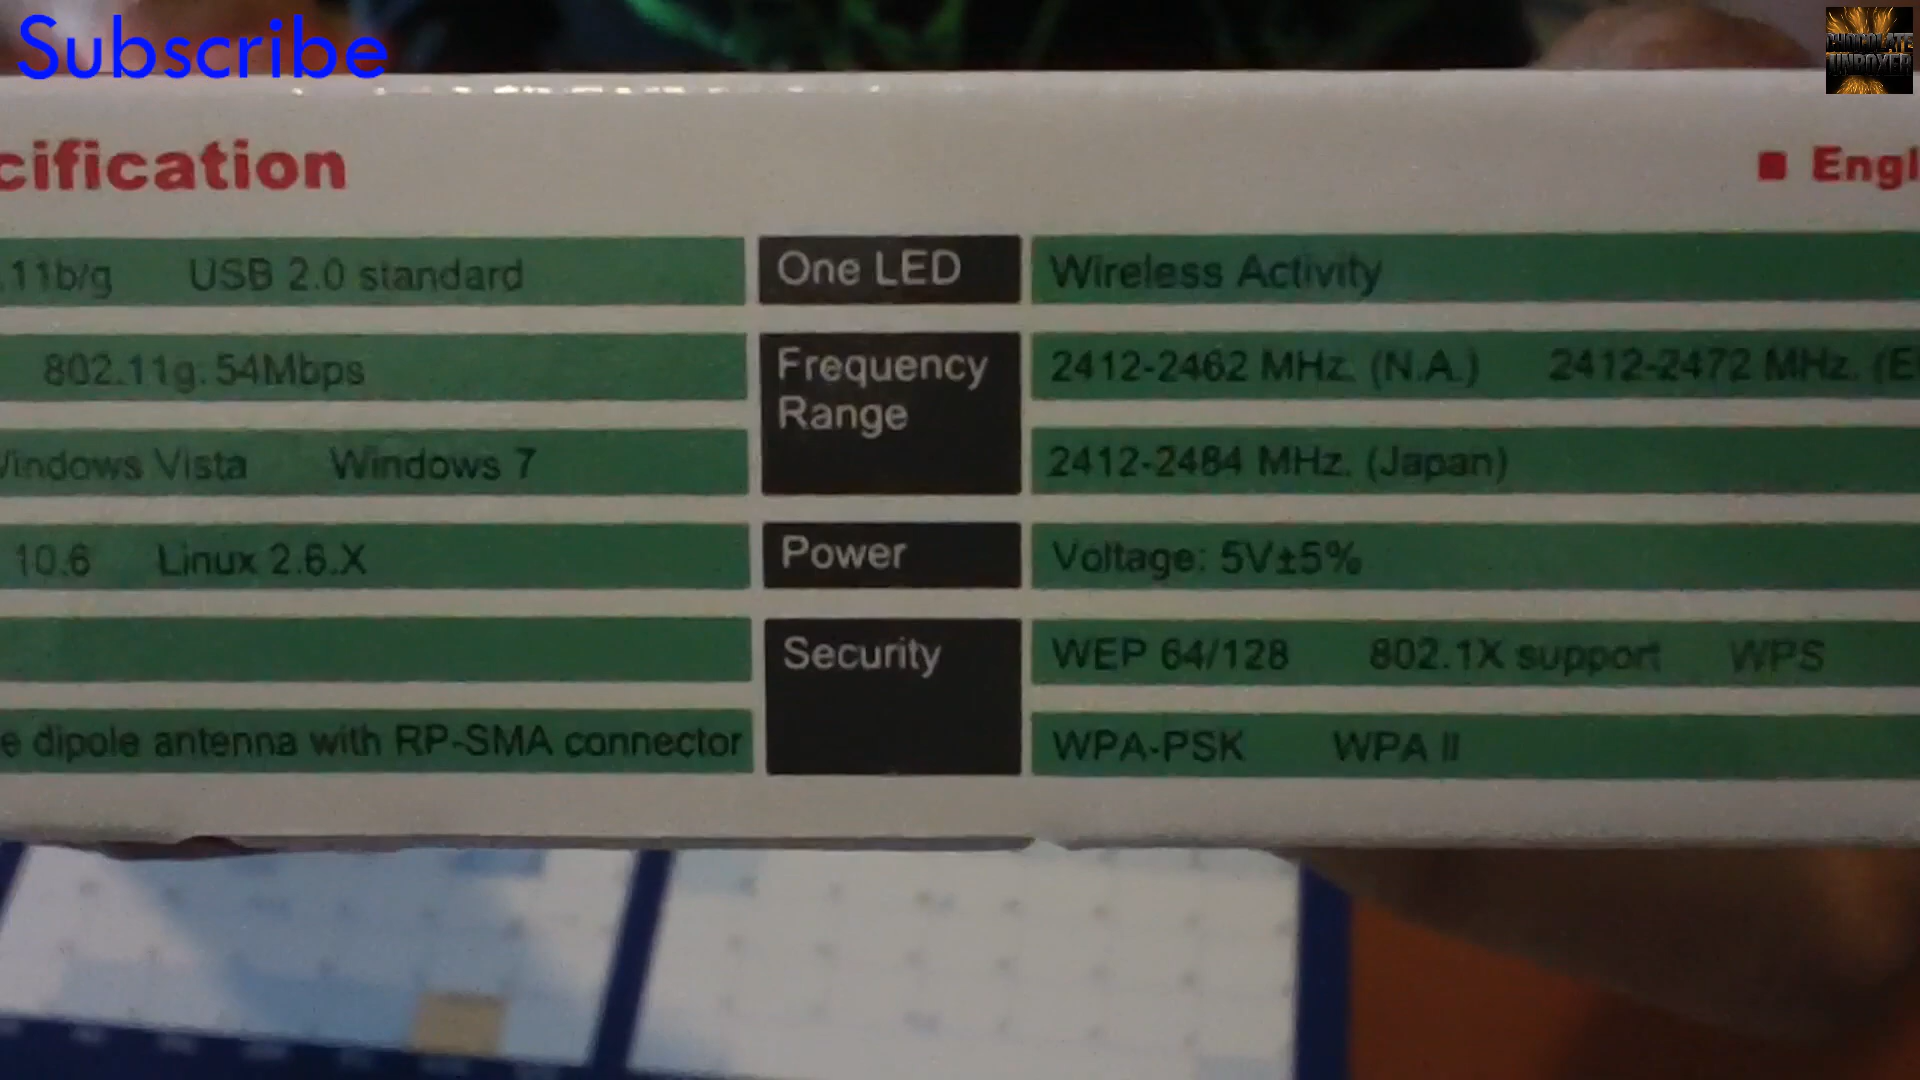 Subscribe
CHOCOLATE
UNBOXER
cification
■ Engl
.11b/g USB 2.0 standard
802.11g: 54Mbps
Windows Vista Windows 7
10.6 Linux 2.6.X
e dipole antenna with RP-SMA connector
One LED Wireless Activity
Frequency Range 2412-2462 MHz. (N.A.) 2412-2472 MHz. (E
2412-2484 MHz. (Japan)
Power Voltage: 5V±5%
Security WEP 64/128 802.1X support WPS
WPA-PSK WPA II